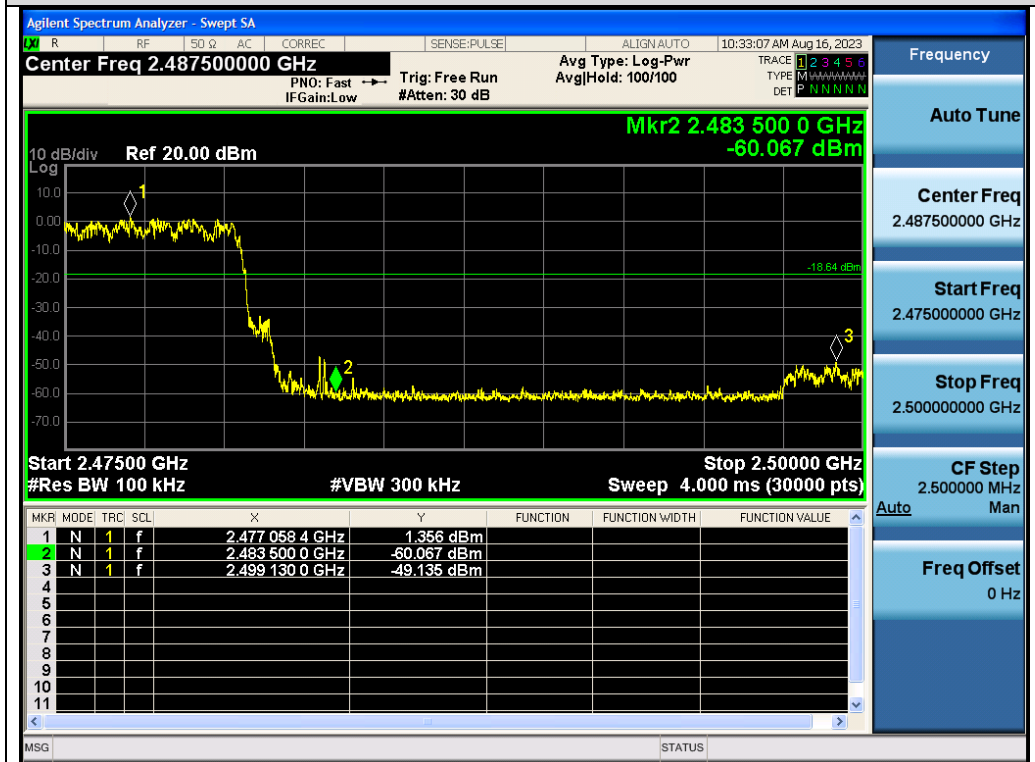 Agilent Spectrum Analyzer - Swept SA
LXI R RF 50 Ω AC CORREC SENSE:PULSE ALIGN AUTO 10:33:07 AM Aug 16, 2023
Center Freq 2.487500000 GHz
PNO: Fast
IFGain:Low
Trig: Free Run
#Atten: 30 dB
Avg Type: Log-Pwr
Avg|Hold: 100/100
TRACE 1 2 3 4 5 6
TYPE M
DET P N N N N N
Frequency
Auto Tune
Center Freq
2.487500000 GHz
Start Freq
2.475000000 GHz
Stop Freq
2.500000000 GHz
CF Step
2.500000 MHz
Auto Man
Freq Offset
0 Hz
Mkr2 2.483 500 0 GHz
-60.067 dBm
10 dB/div Ref 20.00 dBm
Log
10.0
0.00
-10.0
-20.0
-30.0
-40.0
-50.0
-60.0
-70.0
1
2
3
-18.64 dBm
Start 2.47500 GHz Stop 2.50000 GHz
#Res BW 100 kHz #VBW 300 kHz Sweep 4.000 ms (30000 pts)
MKR MODE TRC SCL X Y FUNCTION FUNCTION WIDTH FUNCTION VALUE
1 N 1 f 2.477 058 4 GHz 1.356 dBm
2 N 1 f 2.483 500 0 GHz -60.067 dBm
3 N 1 f 2.499 130 0 GHz -49.135 dBm
4
5
6
7
8
9
10
11
MSG STATUS